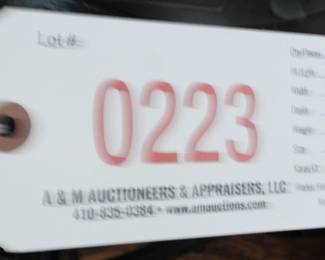 Lot#:
0223
A & M AUCTIONEERS & APPRAISERS, LLC
410-835-0384 • www.amauctions.com